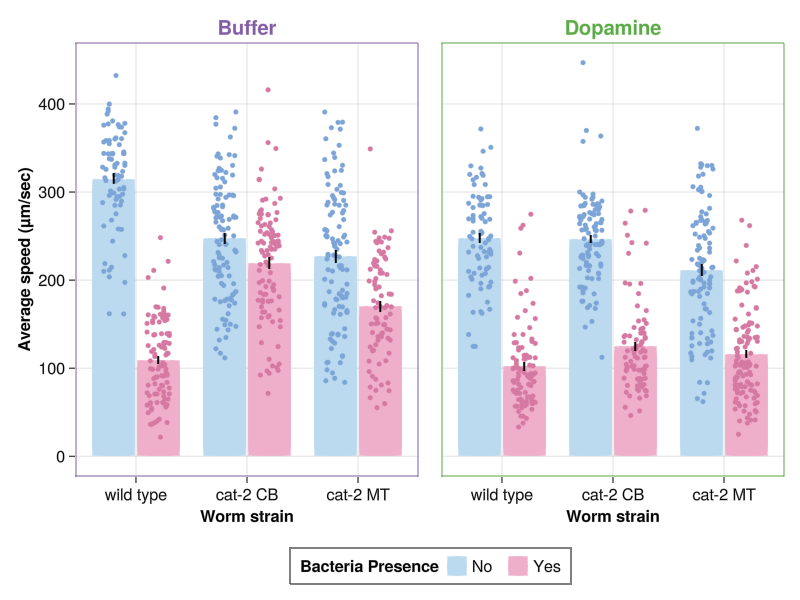 Buffer
Dopamine
Average speed (µm/sec)
400
300
200
100
0
wild type cat-2 CB cat-2 MT
wild type cat-2 CB cat-2 MT
Worm strain
Worm strain
Bacteria Presence No Yes